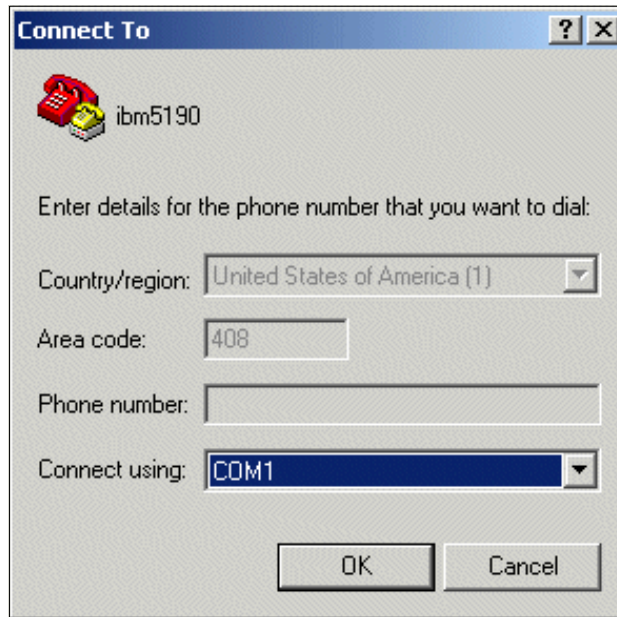 Connect To
ibm5190
Enter details for the phone number that you want to dial:
Country/region: United States of America (1)
Area code: 408
Phone number:
Connect using: COM1
OK Cancel